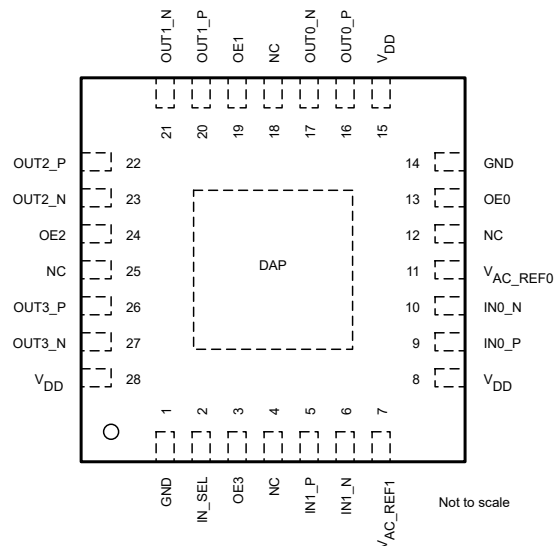 OUT1_N
OUT1_P
OE1
NC
OUT0_N
OUT0_P
VDD
21
20
19
18
17
16
15
OUT2_P 22
OUT2_N 23
OE2 24
NC 25
OUT3_P 26
OUT3_N 27
VDD 28
DAP
14 GND
13 OE0
12 NC
11 VAC_REF0
10 IN0_N
9 IN0_P
8 VDD
1
2
3
4
5
6
7
GND
IN_SEL
OE3
NC
IN1_P
IN1_N
VAC_REF1
Not to scale